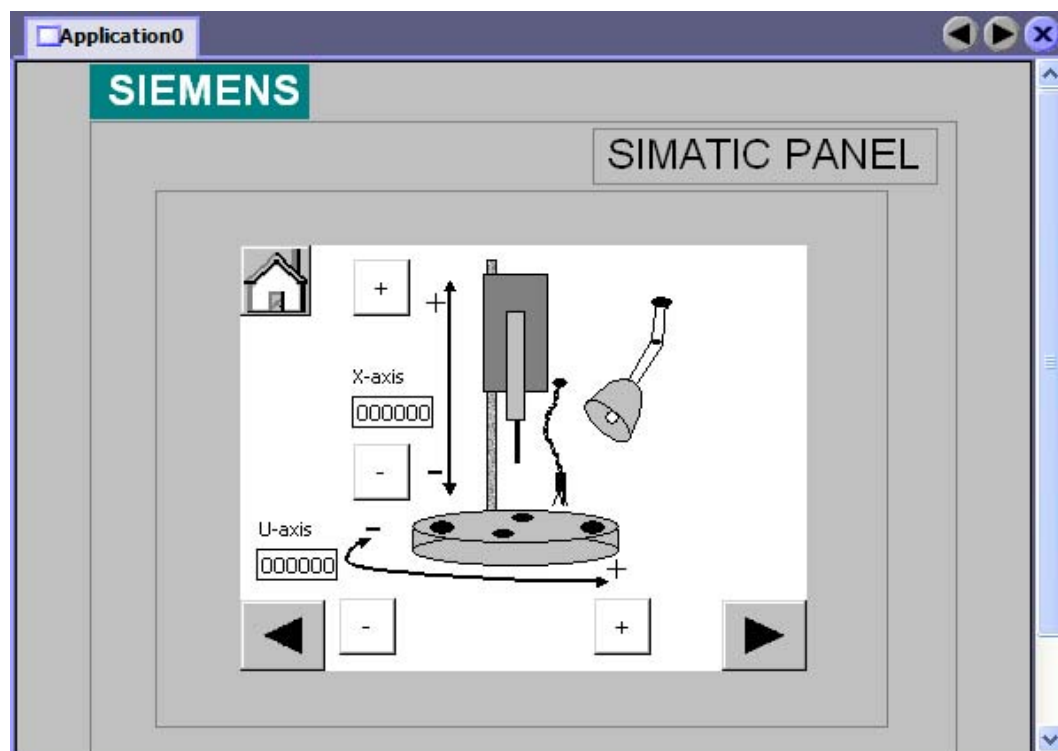 Application0
SIEMENS
SIMATIC PANEL
+
+
X-axis
000000
-
-
U-axis
-
000000
+
-
+